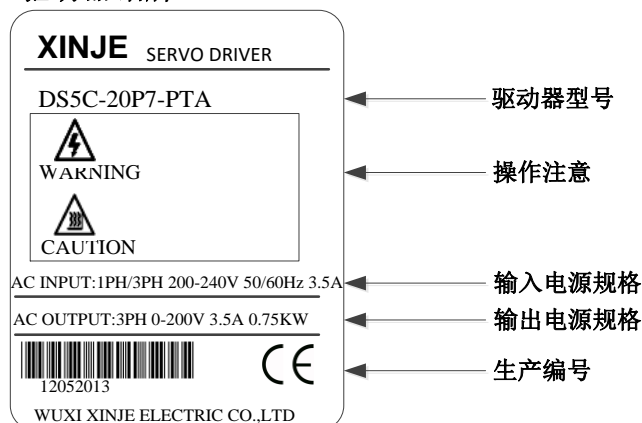 XINJE SERVO DRIVER
DS5C-20P7-PTA
驱动器型号
WARNING
操作注意
CAUTION
AC INPUT:1PH/3PH 200-240V 50/60Hz 3.5A
输入电源规格
AC OUTPUT:3PH 0-200V 3.5A 0.75KW
输出电源规格
CE
生产编号
12052013
WUXI XINJE ELECTRIC CO.,LTD